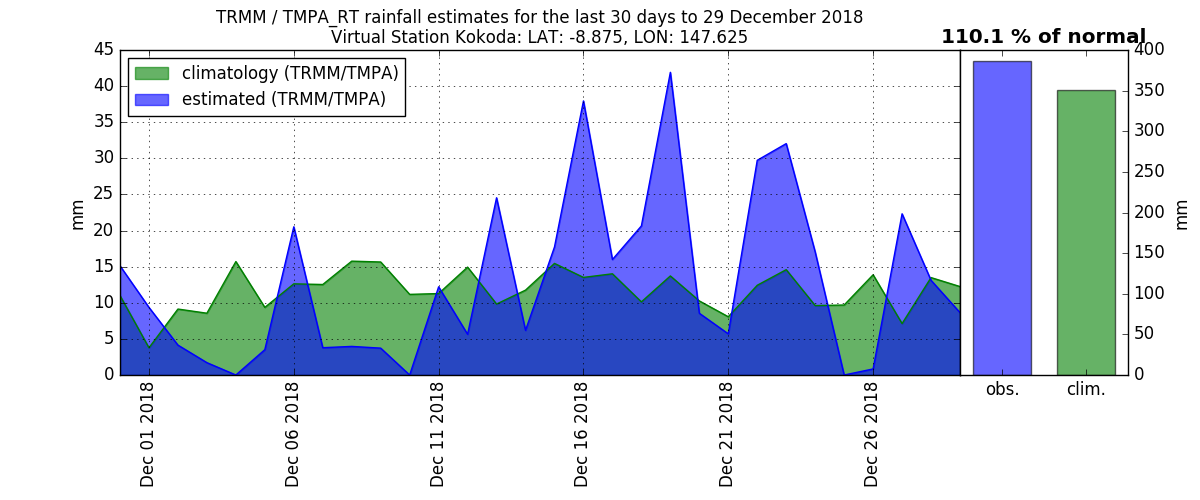 TRMM / TMPA_RT rainfall estimates for the last 30 days to 29 December 2018
Virtual Station Kokoda: LAT: -8.875, LON: 147.625
110.1 % of normal
climatology (TRMM/TMPA)
estimated (TRMM/TMPA)
mm
45
40
35
30
25
20
15
10
5
0
Dec 01 2018
Dec 06 2018
Dec 11 2018
Dec 16 2018
Dec 21 2018
Dec 26 2018
obs.
clim.
400
350
300
250
200
150
100
50
0
mm